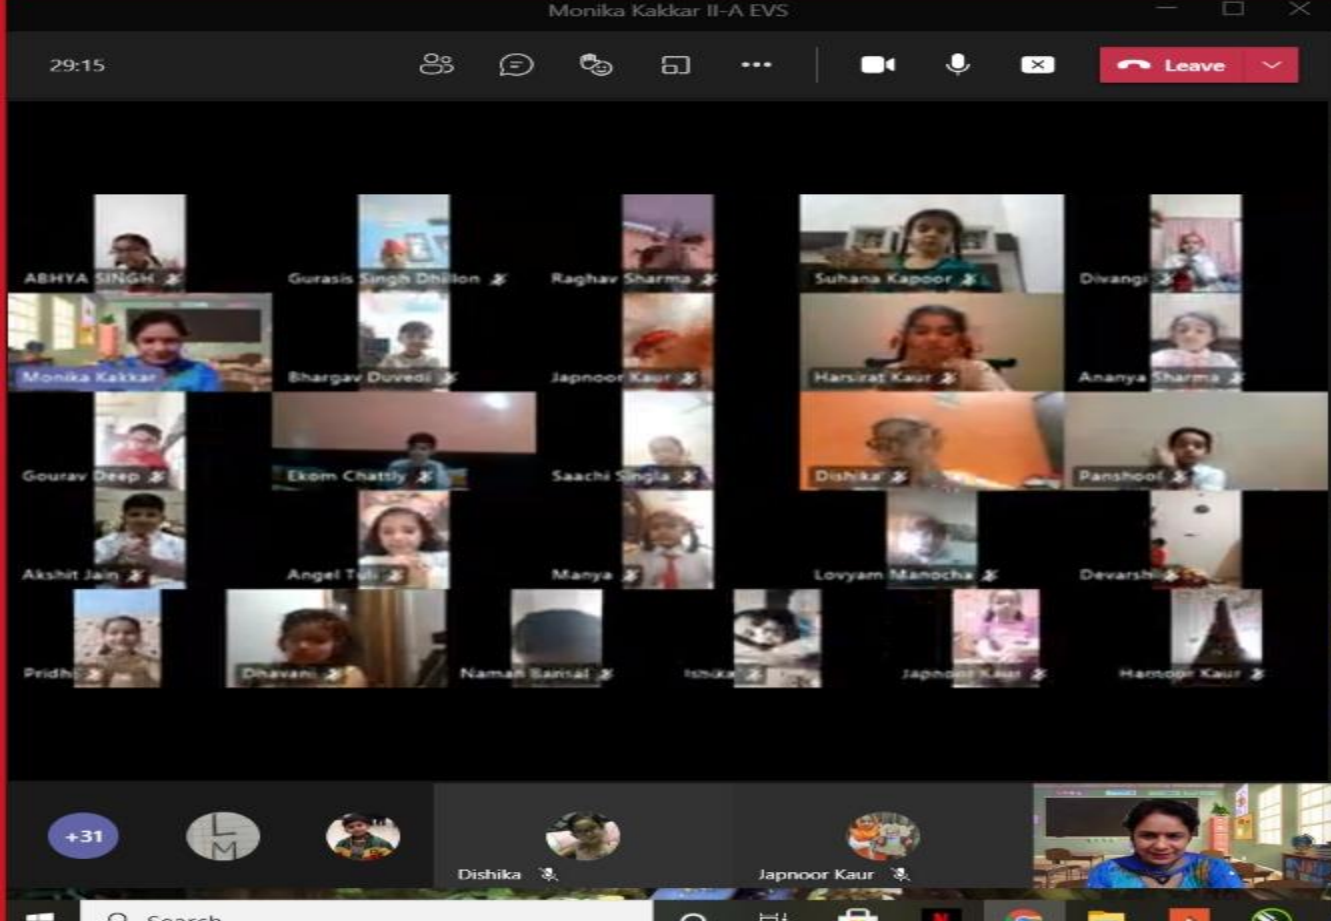 Monika Kakkar II-A EVS
29:15
Leave
ABHYA SINGH
Gurasis Singh Dhillon
Raghav Sharma
Suhana Kapoor
Divangi
Monika Kakkar
Bhargav Duvedi
Japnoor Kaur
Harsirat Kaur
Ananya Sharma
Gourav Deep
Ekom Chattly
Saachi Singla
Dishika
Panshool
Akshit Jain
Angel Tuli
Manya
Lovyam Manocha
Devarsh
Pridhi
Dhavani
Naman Bansal
Ishika
Japnoor Kaur
Harnoor Kaur
+31
L
M
Dishika
Japnoor Kaur
Search